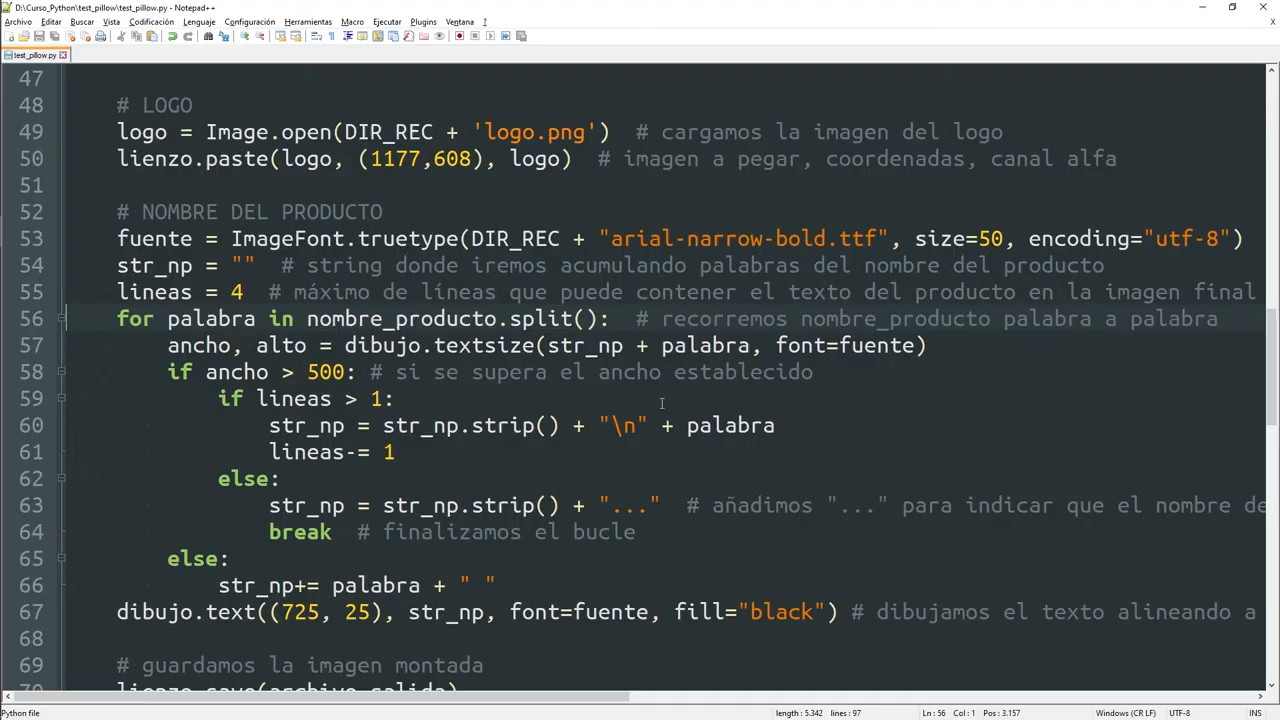 D:\Curso_Python\test_pillow\test_pillow.py - Notepad++
Archivo Editar Buscar Vista Codificación Lenguaje Configuración Herramientas Macro Ejecutar Plugins Ventana ?
test_pillow.py
47
48 # LOGO
49 logo = Image.open(DIR_REC + 'logo.png') # cargamos la imagen del logo
50 lienzo.paste(logo, (1177,608), logo) # imagen a pegar, coordenadas, canal alfa
51
52 # NOMBRE DEL PRODUCTO
53 fuente = ImageFont.truetype(DIR_REC + "arial-narrow-bold.ttf", size=50, encoding="utf-8")
54 str_np = "" # string donde iremos acumulando palabras del nombre del producto
55 lineas = 4 # máximo de líneas que puede contener el texto del producto en la imagen final
56 for palabra in nombre_producto.split(): # recorremos nombre_producto palabra a palabra
57 ancho, alto = dibujo.textsize(str_np + palabra, font=fuente)
58 if ancho > 500: # si se supera el ancho establecido
59 if lineas > 1:
60 str_np = str_np.strip() + "\n" + palabra
61 lineas-= 1
62 else:
63 str_np = str_np.strip() + "..." # añadimos "..." para indicar que el nombre de
64 break # finalizamos el bucle
65 else:
66 str_np+= palabra + " "
67 dibujo.text((725, 25), str_np, font=fuente, fill="black") # dibujamos el texto alineando a
68
69 # guardamos la imagen montada
70 lienzo.save(archivo_salida)
Python file length : 5.342 lines : 97 Ln : 56 Col : 1 Pos : 3.157 Windows (CR LF) UTF-8 INS